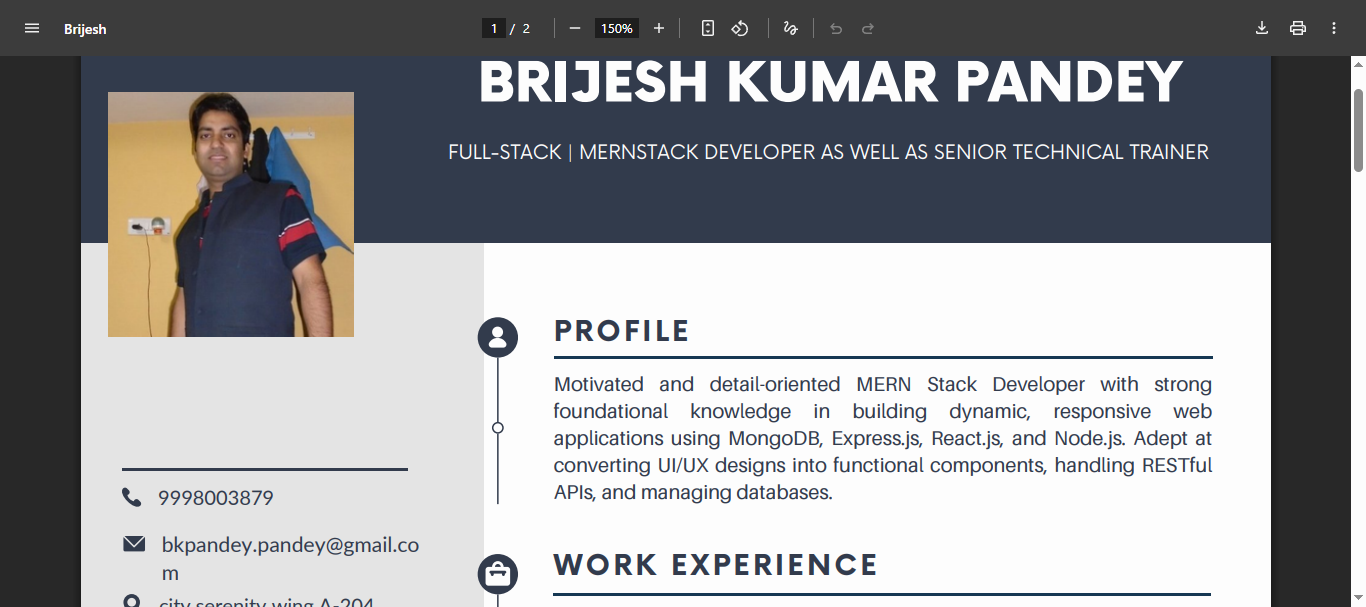 Brijesh
1 / 2
150%
BRIJESH KUMAR PANDEY
FULL-STACK | MERNSTACK DEVELOPER AS WELL AS SENIOR TECHNICAL TRAINER
PROFILE
Motivated and detail-oriented MERN Stack Developer with strong
foundational knowledge in building dynamic, responsive web
applications using MongoDB, Express.js, React.js, and Node.js. Adept at
converting UI/UX designs into functional components, handling RESTful
APIs, and managing databases.
9998003879
bkpandey.pandey@gmail.co
m
city serenity wing A-204
WORK EXPERIENCE